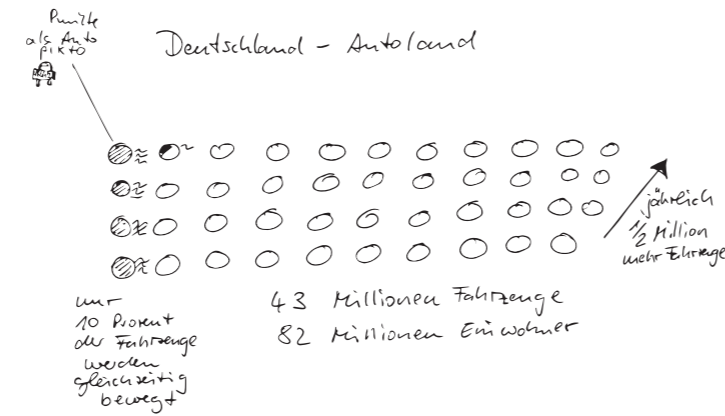 Punkte
als Auto
pikto
Deutschland - Autoland
jährlich
1/2 Million
mehr Fahrzeuge
nur
10 Prozent
der Fahrzeuge
werden
gleichzeitig
bewegt
43 Millionen Fahrzeuge
82 Millionen Einwohner